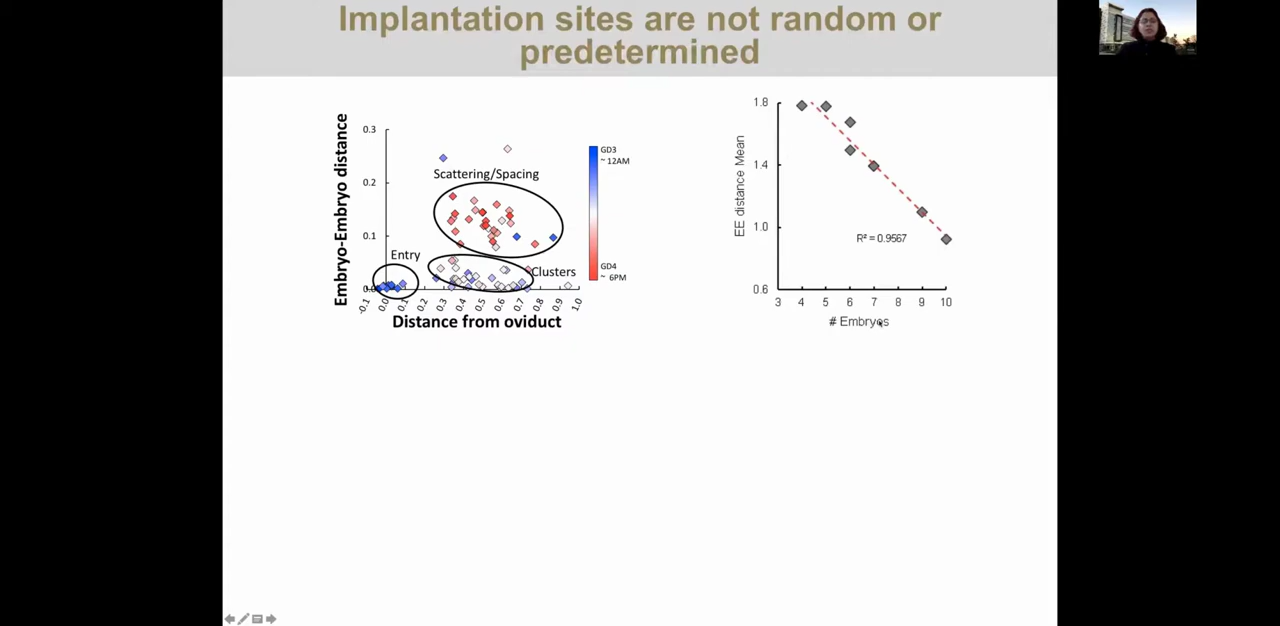 Implantation sites are not random or
predetermined
Embryo-Embryo distance
0.3
0.2
0.1
0.0
Scattering/Spacing
Entry
Clusters
-0.1 0.0 0.1 0.2 0.3 0.4 0.5 0.6 0.7 0.8 0.9 1.0
Distance from oviduct
GD3
~ 12AM
GD4
~ 6PM
EE distance Mean
1.8
1.4
1.0
0.6
R² = 0.9567
3 4 5 6 7 8 9 10
# Embryos